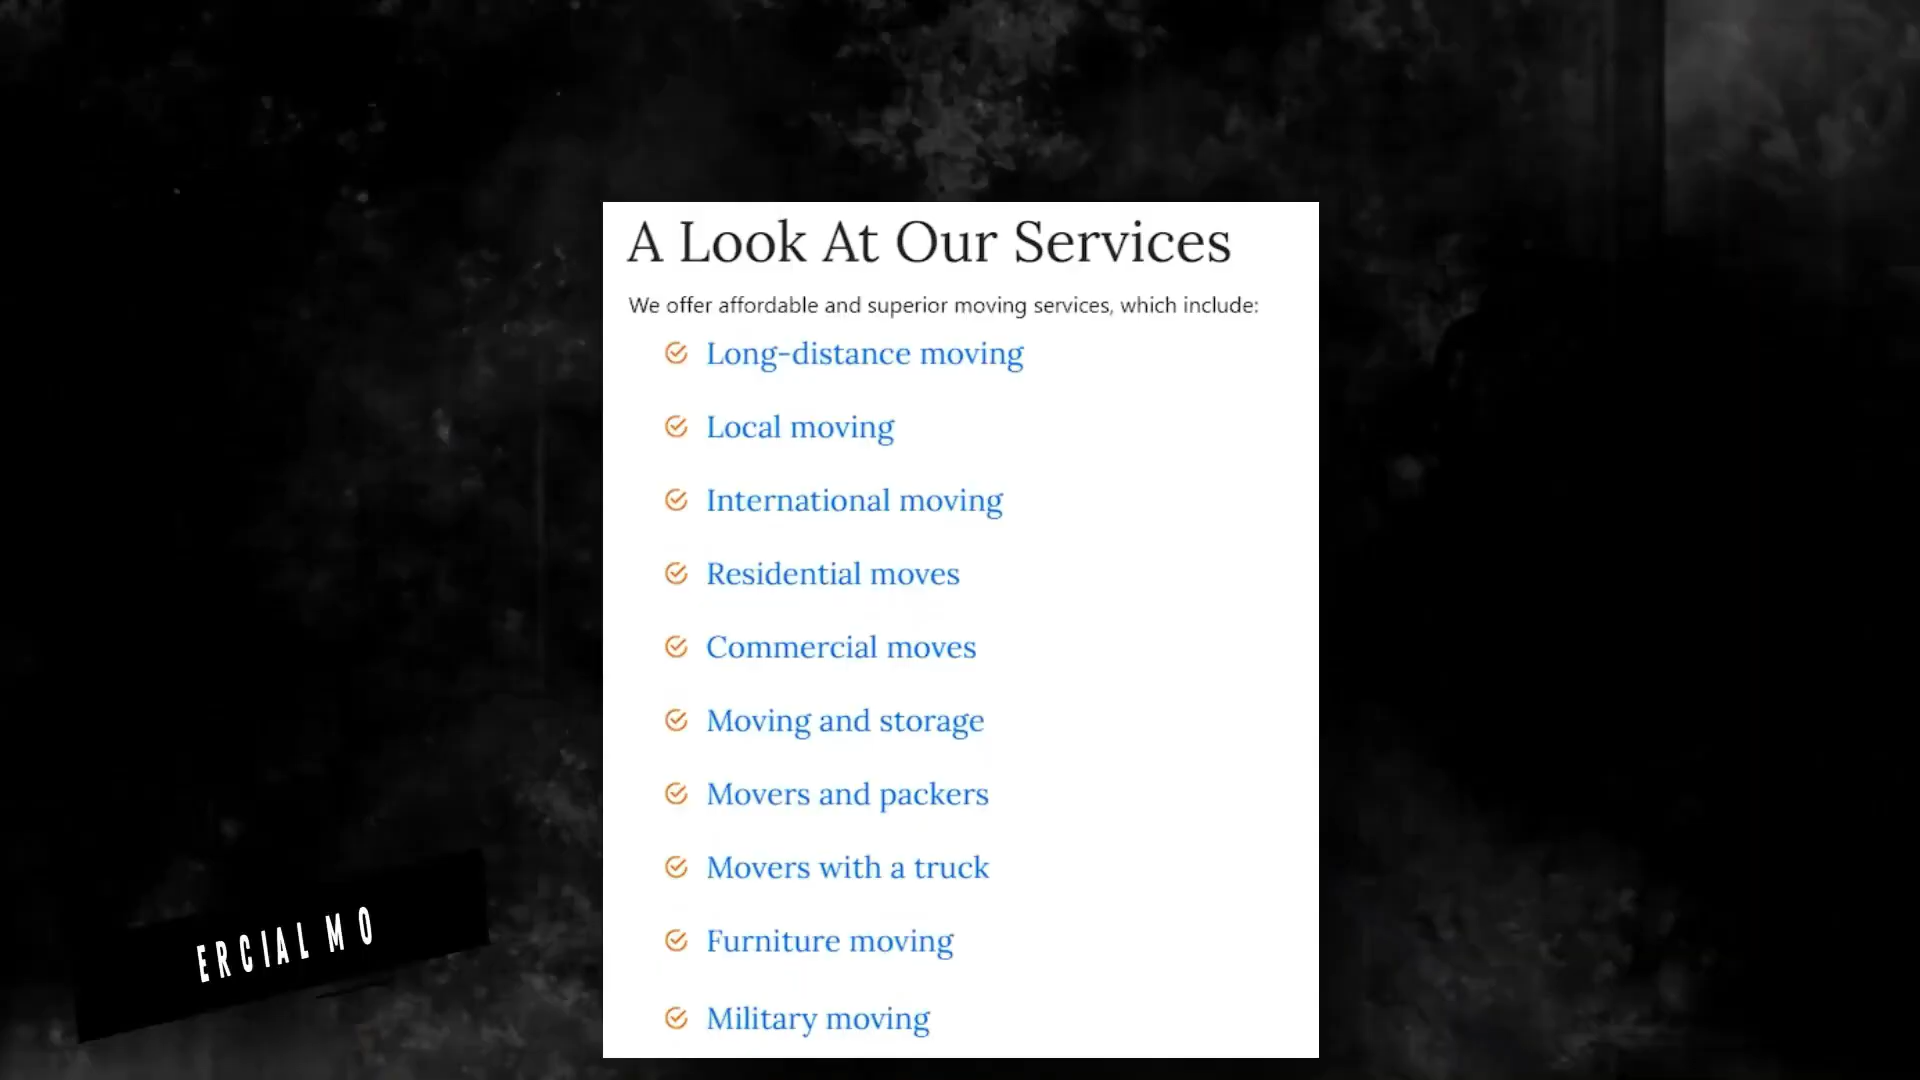 A Look At Our Services
We offer affordable and superior moving services, which include:
Long-distance moving
Local moving
International moving
Residential moves
Commercial moves
Moving and storage
Movers and packers
Movers with a truck
Furniture moving
Military moving
ERCIAL MO